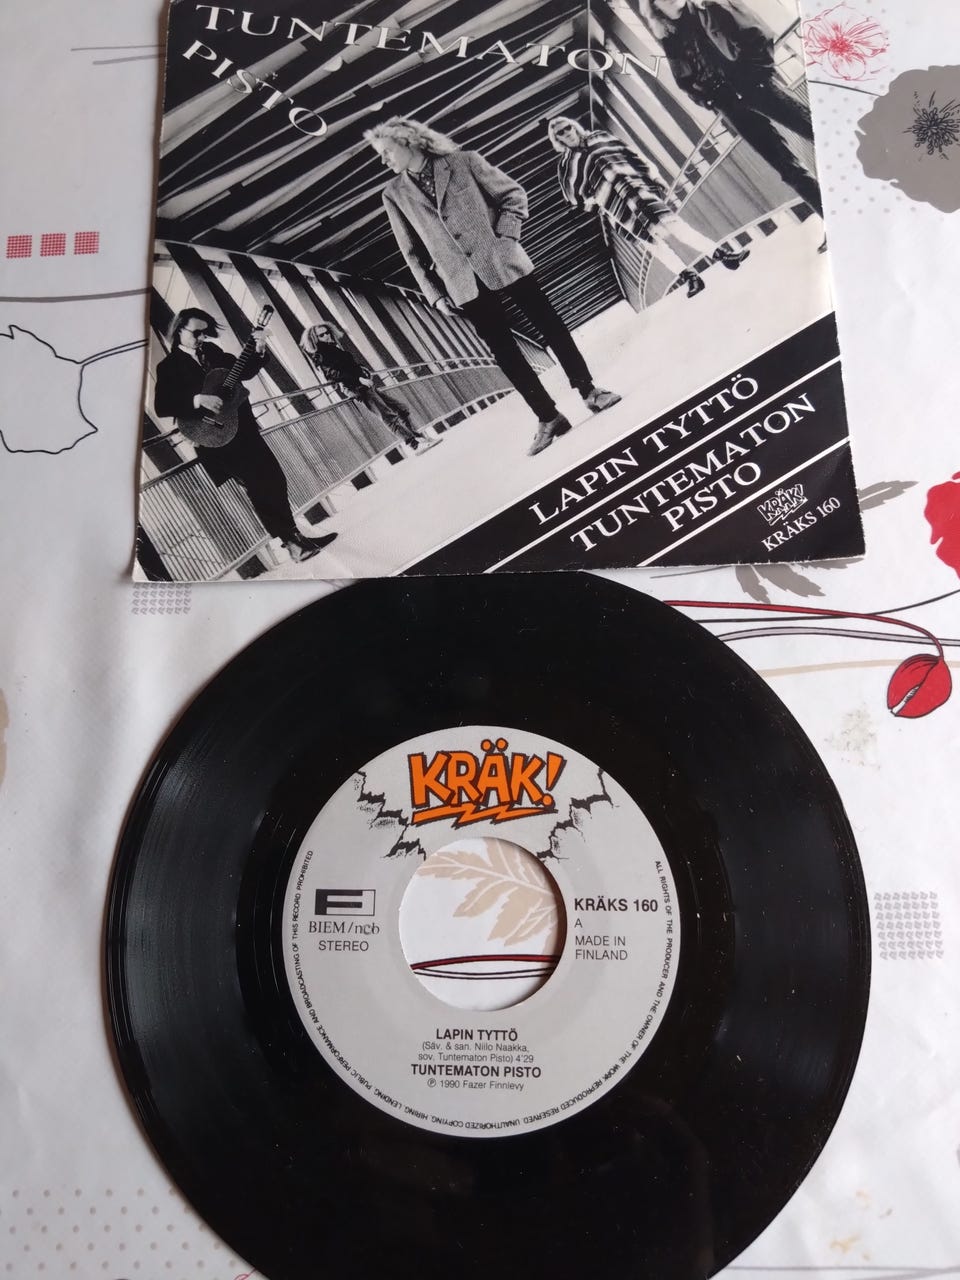 TUNTEMATON
PISTO
LAPIN TYTTÖ
TUNTEMATON
PISTO
KRÄK!
KRÄKS 160
KRÄK!
F
BIEM/ncb
STEREO
KRÄKS 160
A
MADE IN
FINLAND
LAPIN TYTTÖ
(Säv. & san. Niilo Naakka,
sov. Tuntematon Pisto) 4'29
TUNTEMATON PISTO
℗ 1990 Fazer Finnlevy
ALL RIGHTS OF THE PRODUCER AND THE OWNER OF THE WORK REPRODUCED RESERVED. UNAUTHORIZED COPYING, HIRING, LENDING, PUBLIC PERFORMANCE AND BROADCASTING OF THIS RECORD PROHIBITED